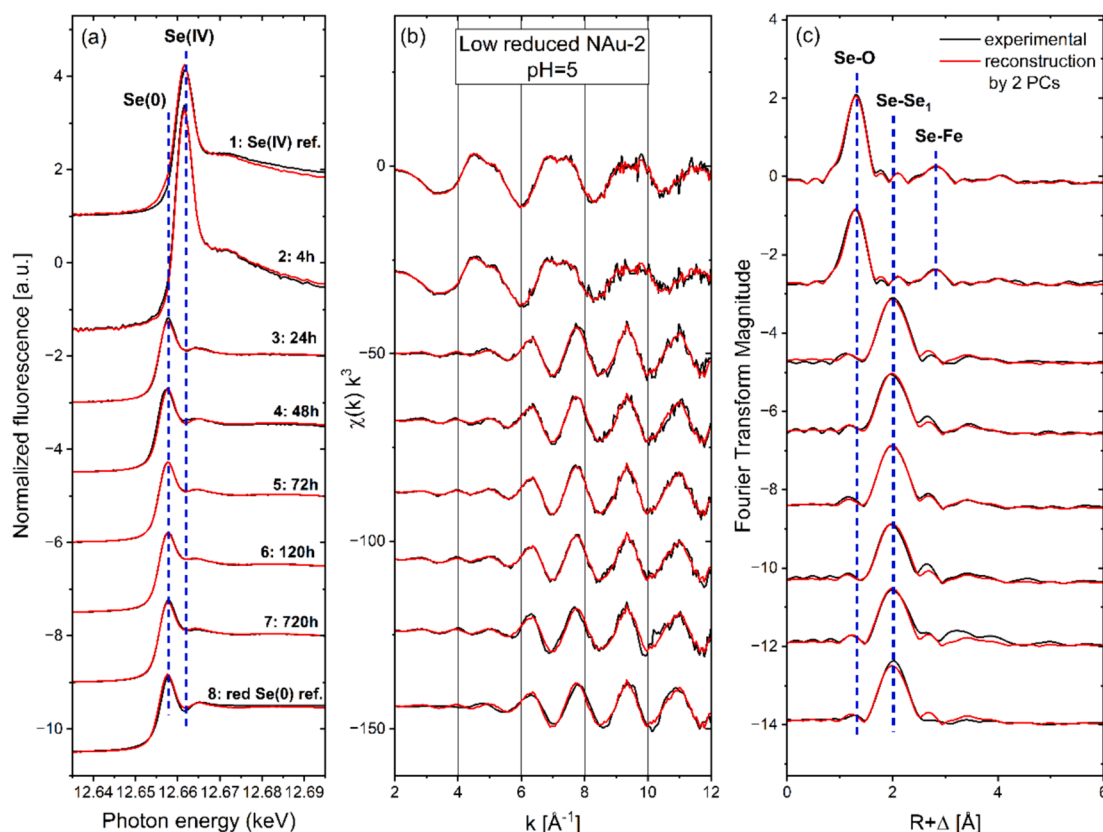 (a)
Se(IV)
Se(0)
1: Se(IV) ref.
2: 4h
3: 24h
4: 48h
5: 72h
6: 120h
7: 720h
8: red Se(0) ref.
4
2
0
−2
−4
−6
−8
−10
Normalized fluorescence [a.u.]
12.64 12.65 12.66 12.67 12.68 12.69
Photon energy (keV)
(b)
Low reduced NAu-2
pH=5
0
−50
−100
−150
χ(k) k³
2 4 6 8 10 12
k [Å⁻¹]
(c)
experimental
reconstruction
by 2 PCs
Se-O
Se-Se₁
Se-Fe
4
2
0
−2
−4
−6
−8
−10
−12
−14
Fourier Transform Magnitude
0 2 4 6
R+Δ [Å]